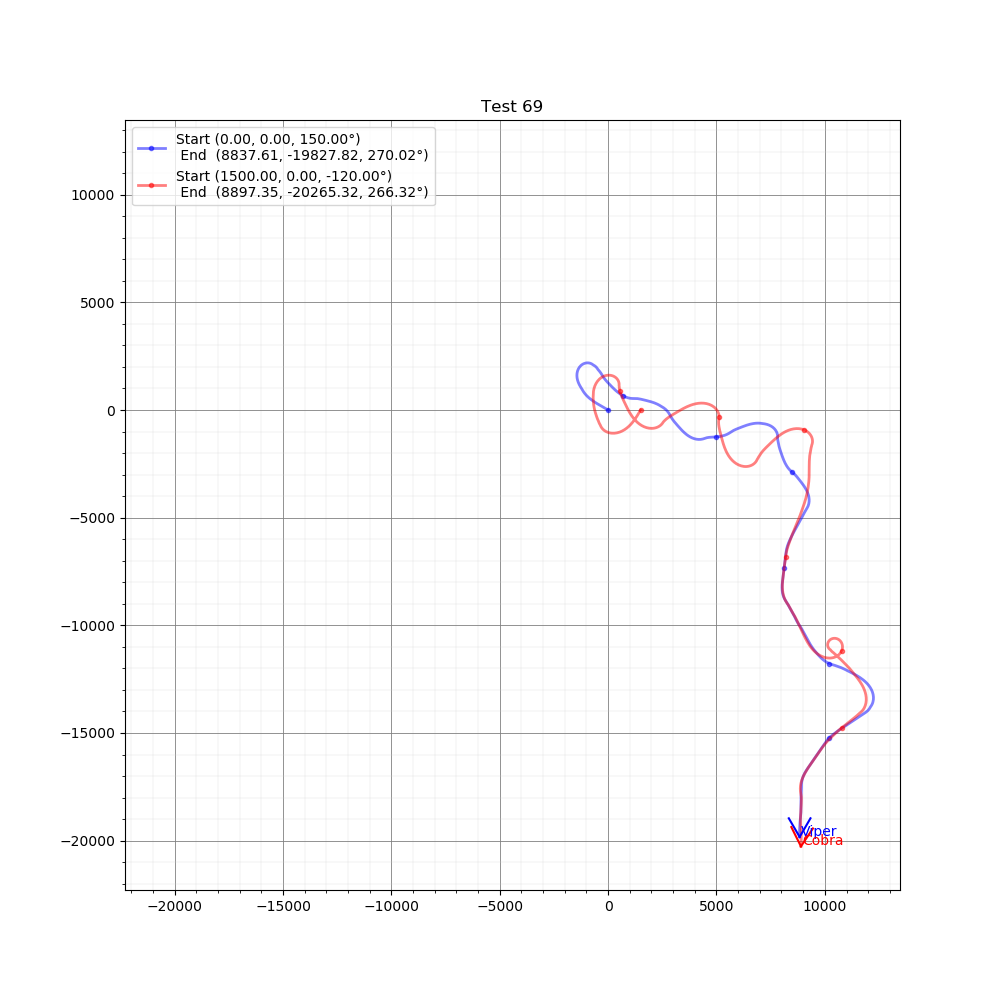 Test 69
Start (0.00, 0.00, 150.00°)
End (8837.61, -19827.82, 270.02°)
Start (1500.00, 0.00, -120.00°)
End (8897.35, -20265.32, 266.32°)
10000
5000
0
−5000
−10000
−15000
−20000
Viper
Cobra
−20000 −15000 −10000 −5000 0 5000 10000